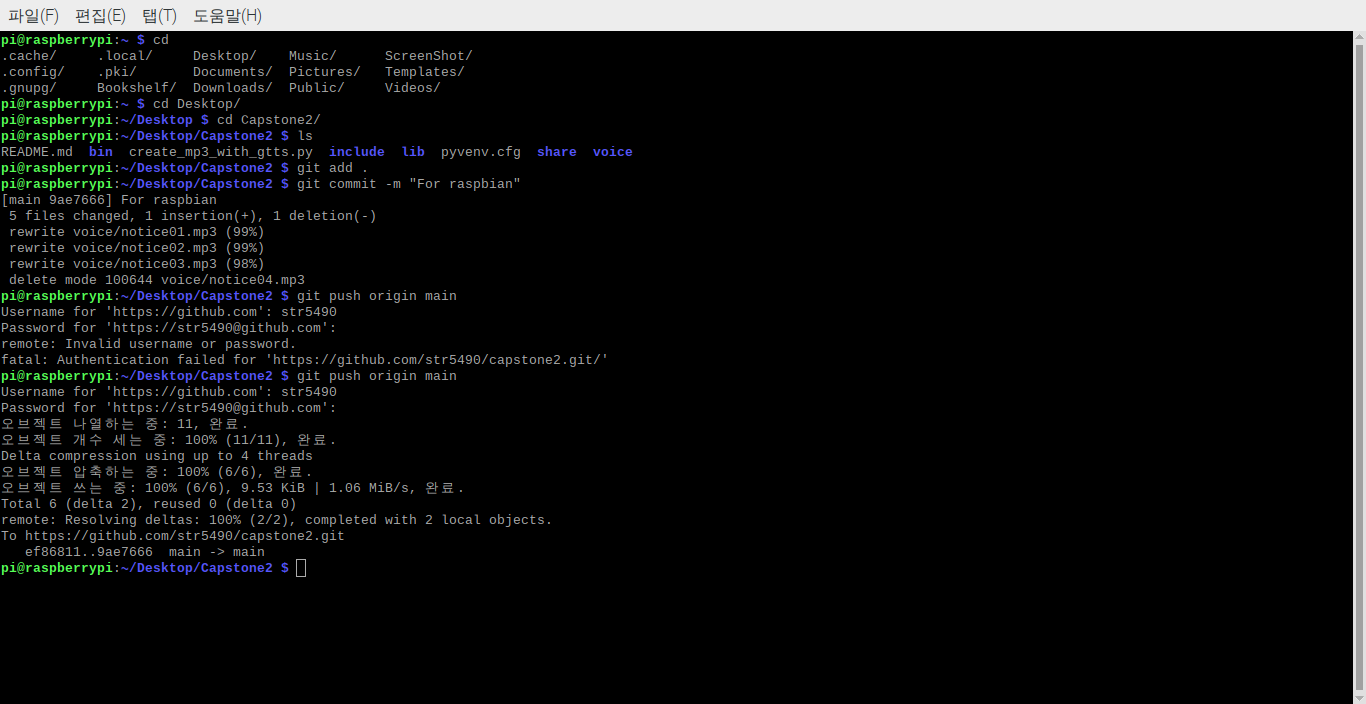 파일(F) 편집(E) 탭(T) 도움말(H)
pi@raspberrypi:~ $ cd
.cache/     .local/     Desktop/    Music/      ScreenShot/
.config/    .pki/       Documents/  Pictures/   Templates/
.gnupg/     Bookshelf/  Downloads/  Public/     Videos/
pi@raspberrypi:~ $ cd Desktop/
pi@raspberrypi:~/Desktop $ cd Capstone2/
pi@raspberrypi:~/Desktop/Capstone2 $ ls
README.md  bin  create_mp3_with_gtts.py  include  lib  pyvenv.cfg  share  voice
pi@raspberrypi:~/Desktop/Capstone2 $ git add .
pi@raspberrypi:~/Desktop/Capstone2 $ git commit -m "For raspbian"
[main 9ae7666] For raspbian
 5 files changed, 1 insertion(+), 1 deletion(-)
 rewrite voice/notice01.mp3 (99%)
 rewrite voice/notice02.mp3 (99%)
 rewrite voice/notice03.mp3 (98%)
 delete mode 100644 voice/notice04.mp3
pi@raspberrypi:~/Desktop/Capstone2 $ git push origin main
Username for 'https://github.com': str5490
Password for 'https://str5490@github.com':
remote: Invalid username or password.
fatal: Authentication failed for 'https://github.com/str5490/capstone2.git/'
pi@raspberrypi:~/Desktop/Capstone2 $ git push origin main
Username for 'https://github.com': str5490
Password for 'https://str5490@github.com':
오브젝트 나열하는 중: 11, 완료.
오브젝트 개수 세는 중: 100% (11/11), 완료.
Delta compression using up to 4 threads
오브젝트 압축하는 중: 100% (6/6), 완료.
오브젝트 쓰는 중: 100% (6/6), 9.53 KiB | 1.06 MiB/s, 완료.
Total 6 (delta 2), reused 0 (delta 0)
remote: Resolving deltas: 100% (2/2), completed with 2 local objects.
To https://github.com/str5490/capstone2.git
   ef86811..9ae7666  main -> main
pi@raspberrypi:~/Desktop/Capstone2 $